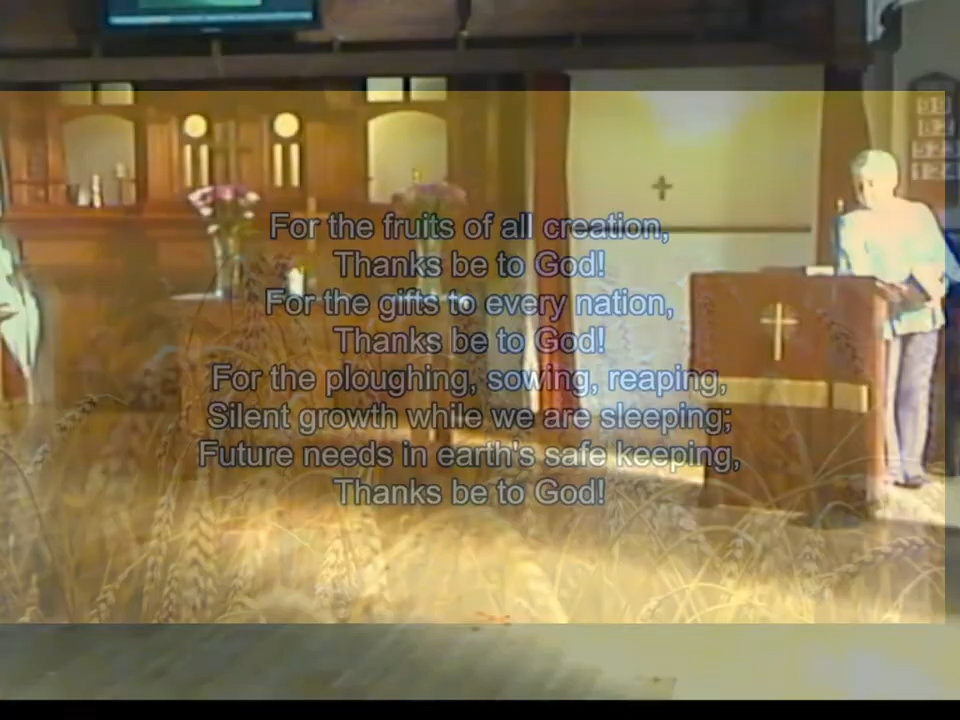 For the fruits of all creation,
Thanks be to God!
For the gifts to every nation,
Thanks be to God!
For the ploughing, sowing, reaping,
Silent growth while we are sleeping;
Future needs in earth's safe keeping,
Thanks be to God!